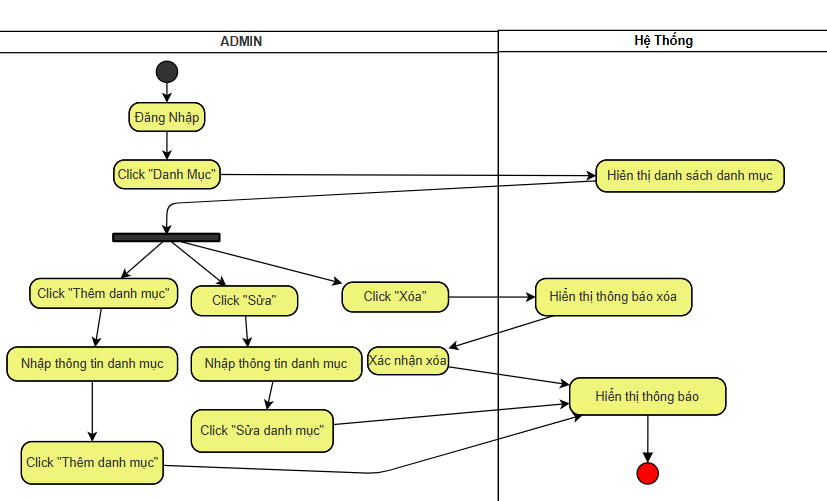 ADMIN
Hệ Thống
Đăng Nhập
Click "Danh Mục"
Hiển thị danh sách danh mục
Click "Thêm danh mục"
Click "Sửa"
Click "Xóa"
Hiển thị thông báo xóa
Nhập thông tin danh mục
Nhập thông tin danh mục
Xác nhận xóa
Hiển thị thông báo
Click "Sửa danh mục"
Click "Thêm danh mục"